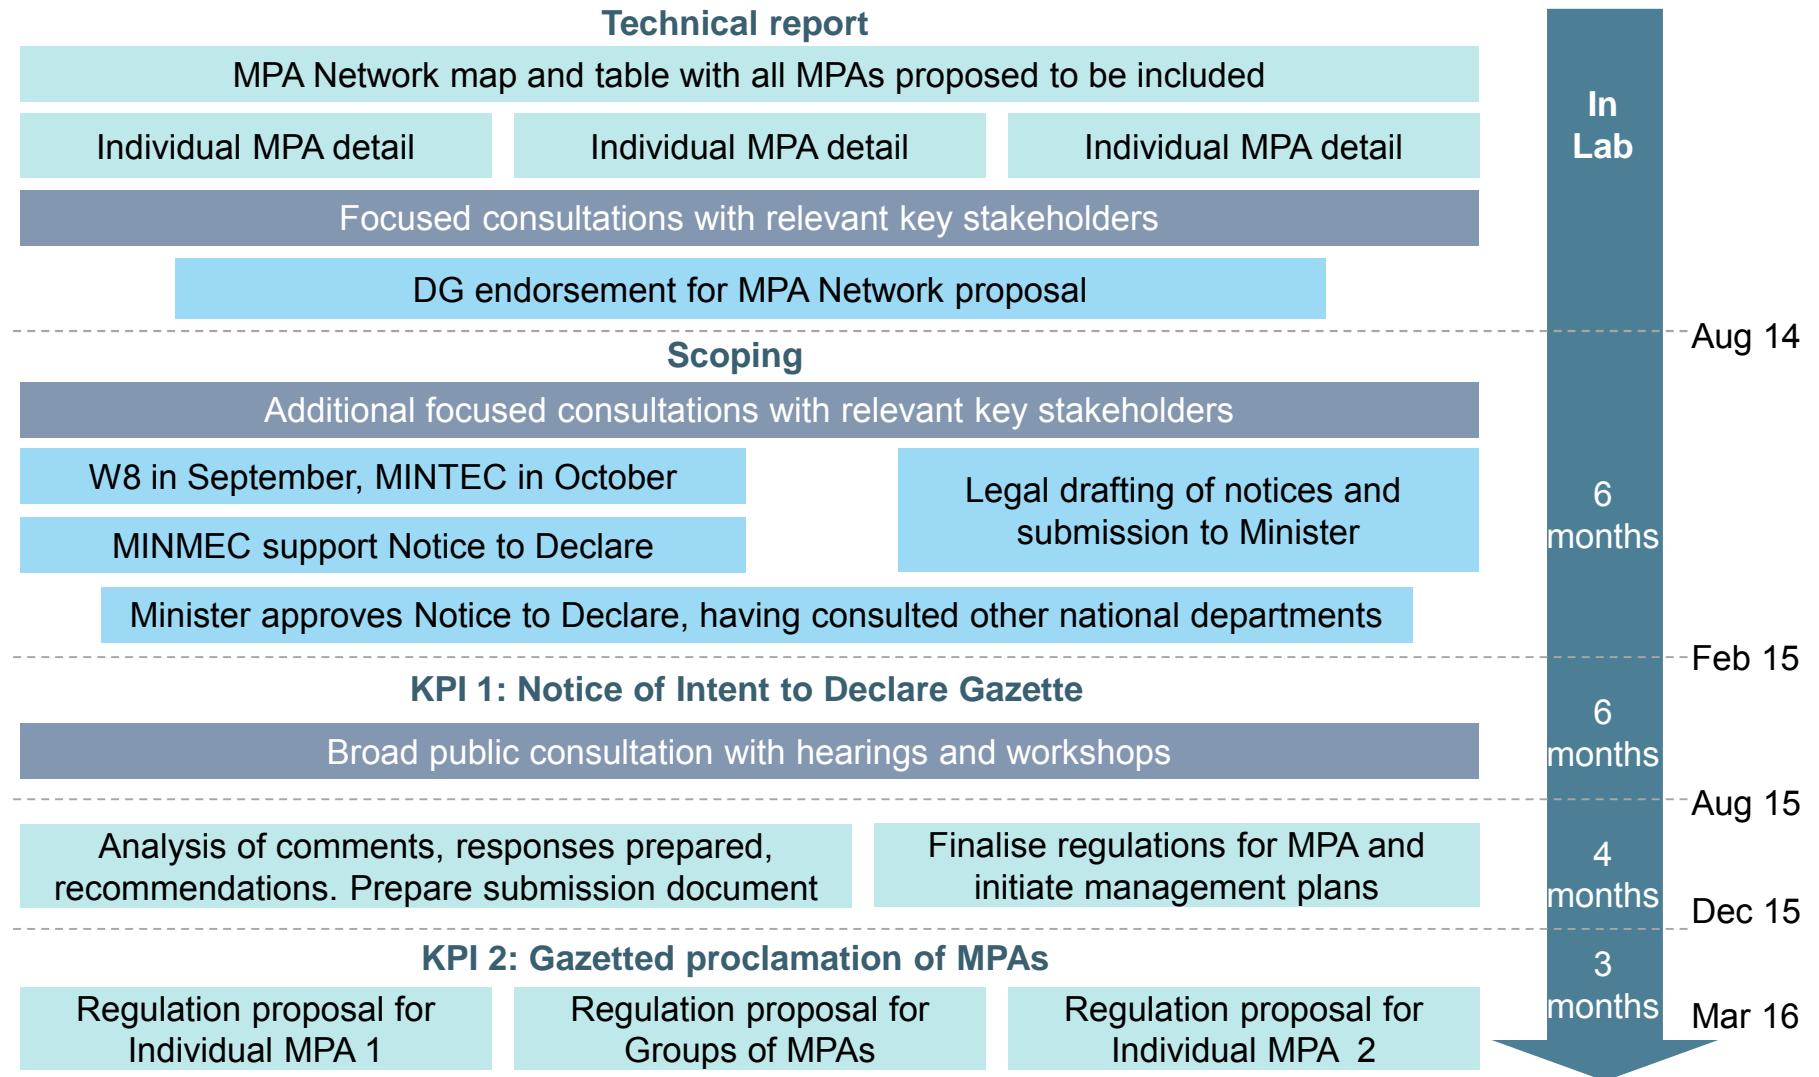 Technical report
MPA Network map and table with all MPAs proposed to be included
Individual MPA detail
Individual MPA detail
Individual MPA detail
In
Lab
Focused consultations with relevant key stakeholders
DG endorsement for MPA Network proposal
Aug 14
Scoping
Additional focused consultations with relevant key stakeholders
W8 in September, MINTEC in October
MINMEC support Notice to Declare
Legal drafting of notices and
submission to Minister
6
months
Minister approves Notice to Declare, having consulted other national departments
Feb 15
KPI 1: Notice of Intent to Declare Gazette
Broad public consultation with hearings and workshops
6
months
Aug 15
Analysis of comments, responses prepared,
recommendations. Prepare submission document
Finalise regulations for MPA and
initiate management plans
4
months
Dec 15
KPI 2: Gazetted proclamation of MPAs
Regulation proposal for
Individual MPA 1
Regulation proposal for
Groups of MPAs
Regulation proposal for
Individual MPA 2
3
months
Mar 16